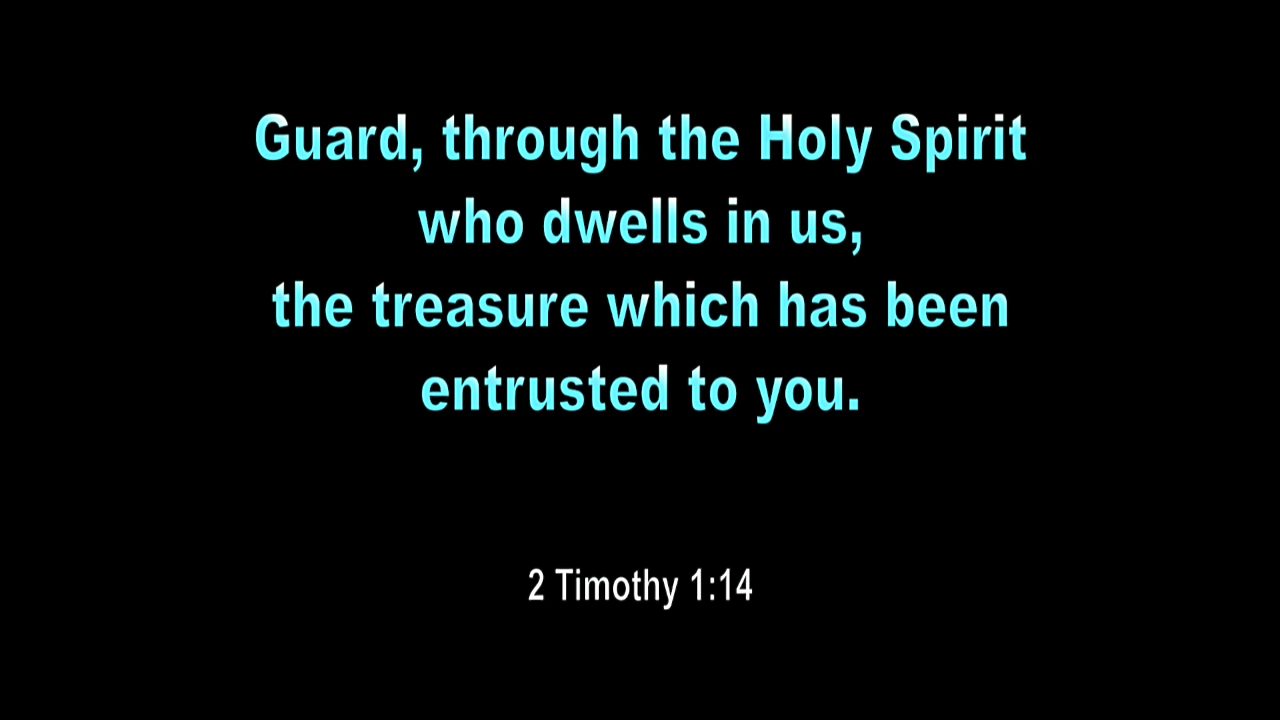 Guard, through the Holy Spirit
who dwells in us,
the treasure which has been
entrusted to you.
2 Timothy 1:14